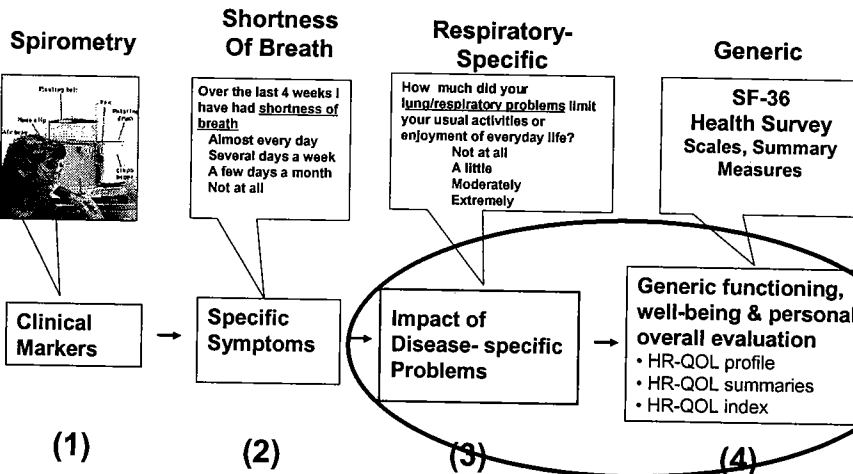 Spirometry
Shortness
Of Breath
Respiratory-
Specific
Generic
Floating bell
Nose clip
Over the last 4 weeks I
have had shortness of
breath
Almost every day
Several days a week
A few days a month
Not at all
How much did your
lung/respiratory problems limit
your usual activities or
enjoyment of everyday life?
Not at all
A little
Moderately
Extremely
SF-36
Health Survey
Scales, Summary
Measures
Clinical
Markers
Specific
Symptoms
Impact of
Disease- specific
Problems
Generic functioning,
well-being & personal
overall evaluation
• HR-QOL profile
• HR-QOL summaries
• HR-QOL index
(1)
(2)
(3)
(4)